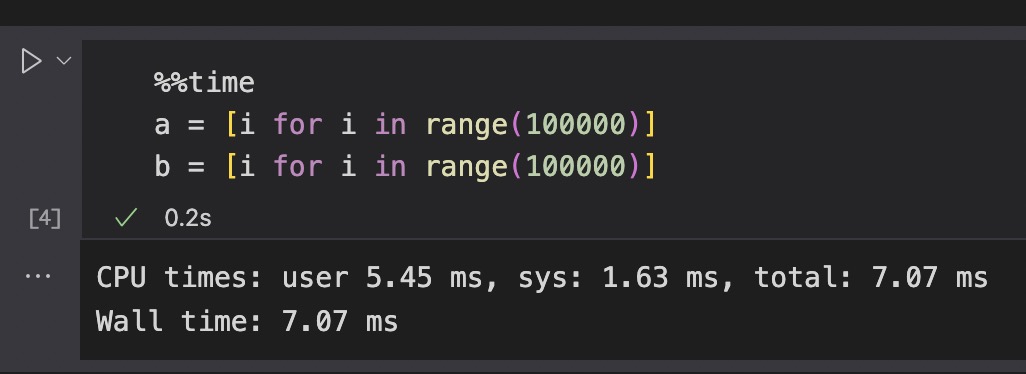 %%time
a = [i for i in range(100000)]
b = [i for i in range(100000)]
[4] 0.2s
...
CPU times: user 5.45 ms, sys: 1.63 ms, total: 7.07 ms
Wall time: 7.07 ms